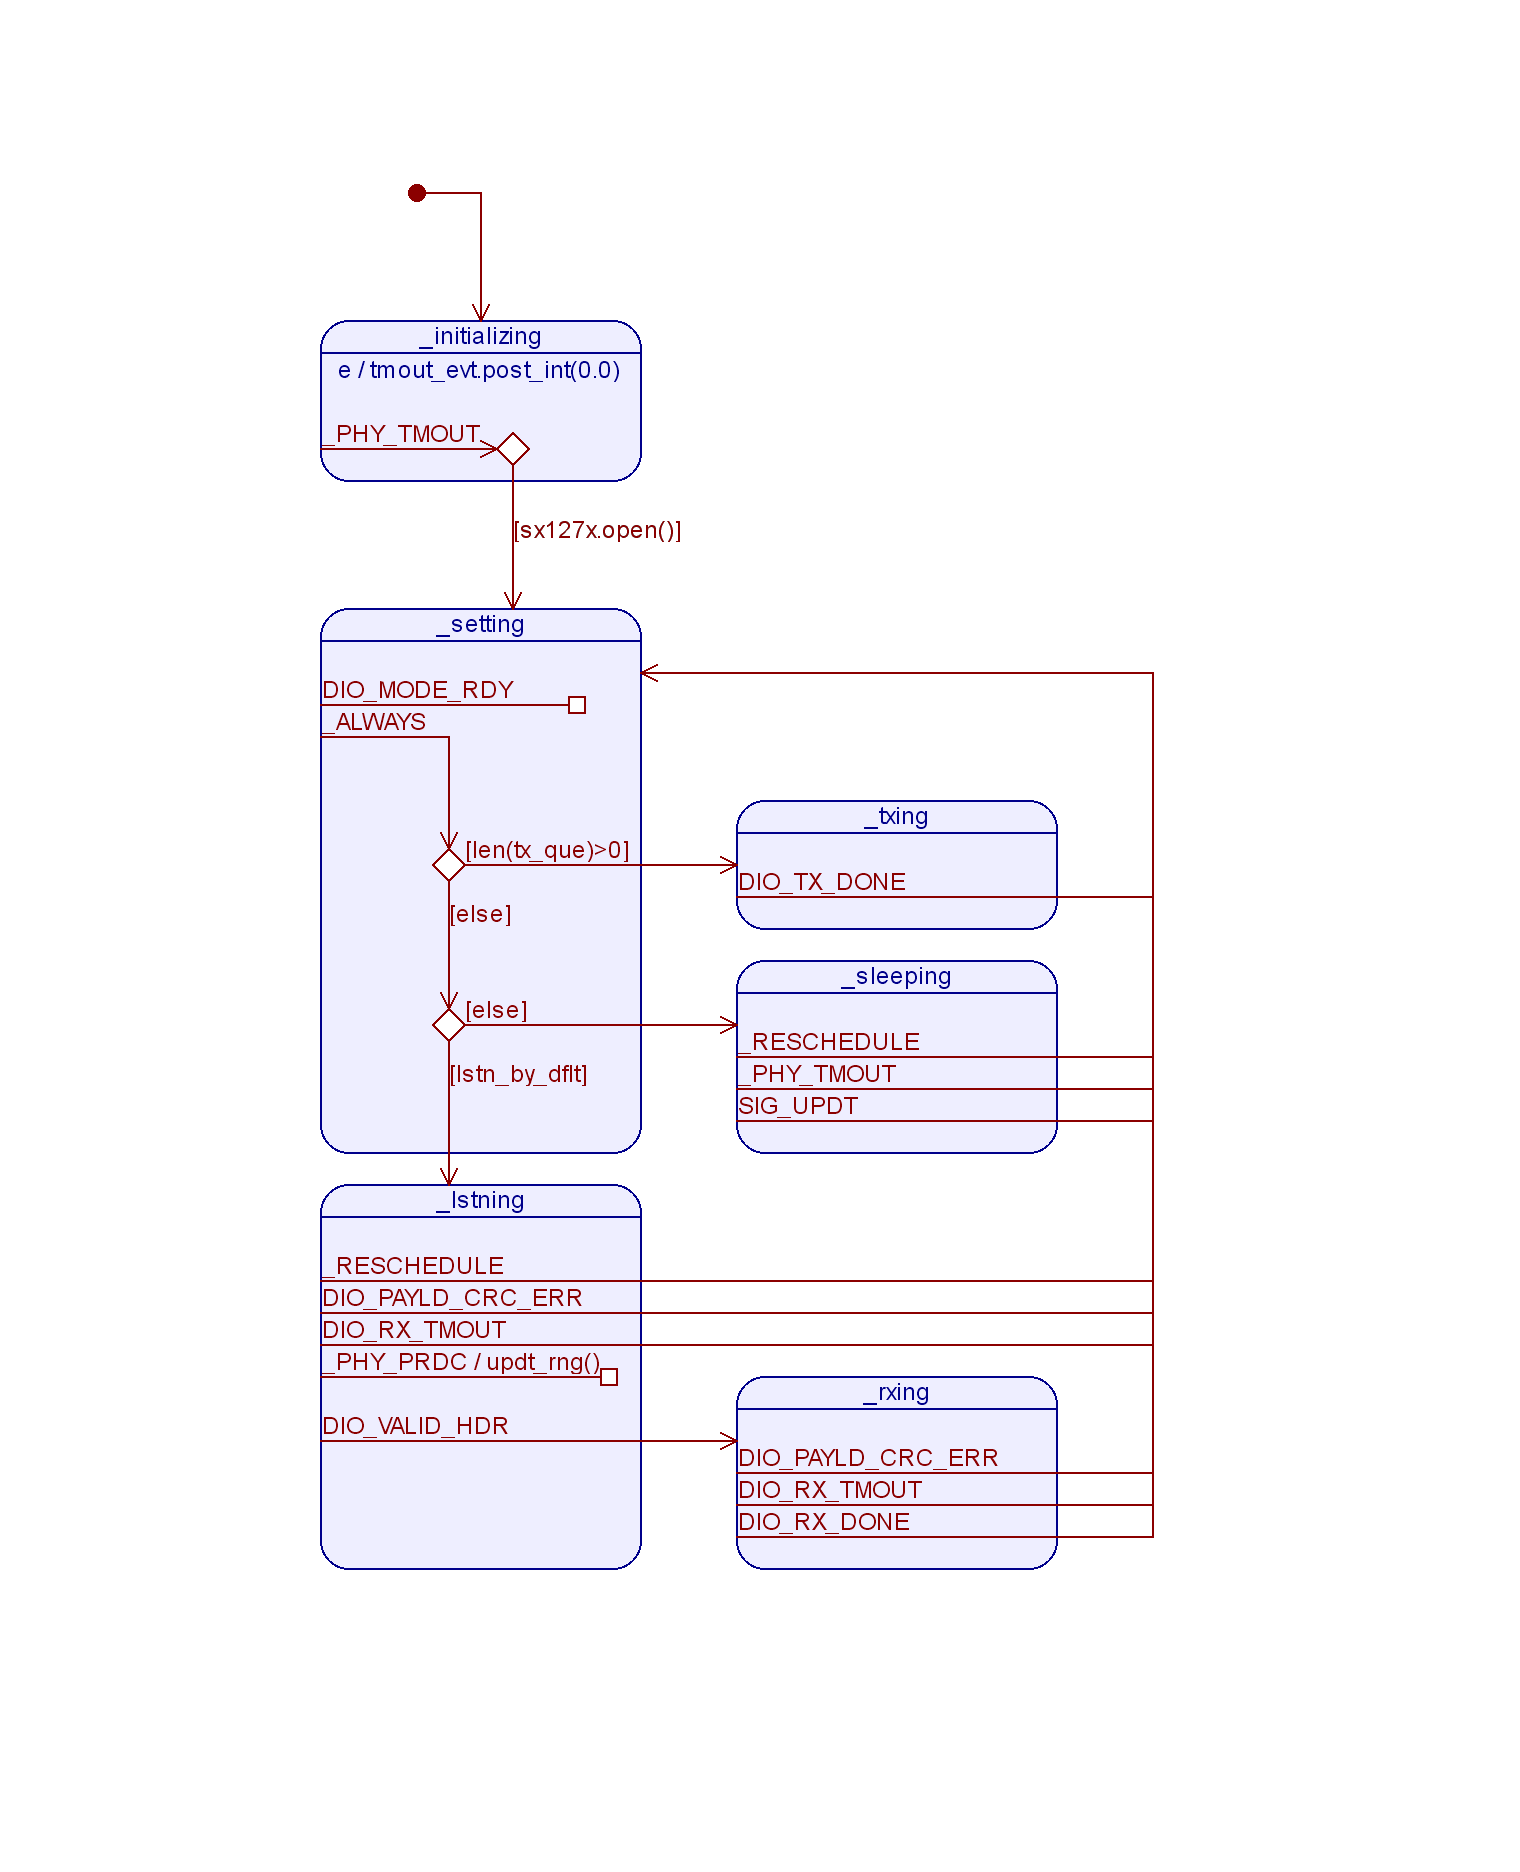 _initializing
e / tmout_evt.post_int(0.0)
_PHY_TMOUT
[sx127x.open()]
_setting
DIO_MODE_RDY
_ALWAYS
_txing
[len(tx_que)>0]
DIO_TX_DONE
[else]
_sleeping
[else]
_RESCHEDULE
[lstn_by_dflt]
_PHY_TMOUT
SIG_UPDT
_lstning
_RESCHEDULE
DIO_PAYLD_CRC_ERR
DIO_RX_TMOUT
_PHY_PRDC / updt_rng()
_rxing
DIO_VALID_HDR
DIO_PAYLD_CRC_ERR
DIO_RX_TMOUT
DIO_RX_DONE